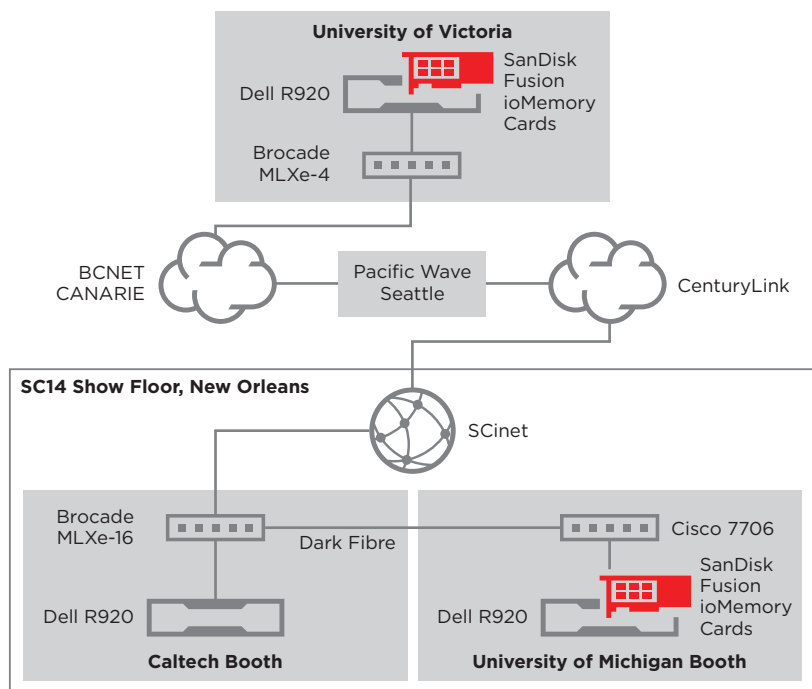 University of Victoria
Dell R920
SanDisk
Fusion
ioMemory
Cards
Brocade
MLXe-4
BCNET
CANARIE
Pacific Wave
Seattle
CenturyLink
SC14 Show Floor, New Orleans
SCinet
Brocade
MLXe-16
Dark Fibre
Cisco 7706
Dell R920
Caltech Booth
SanDisk
Fusion
ioMemory
Cards
Dell R920
University of Michigan Booth